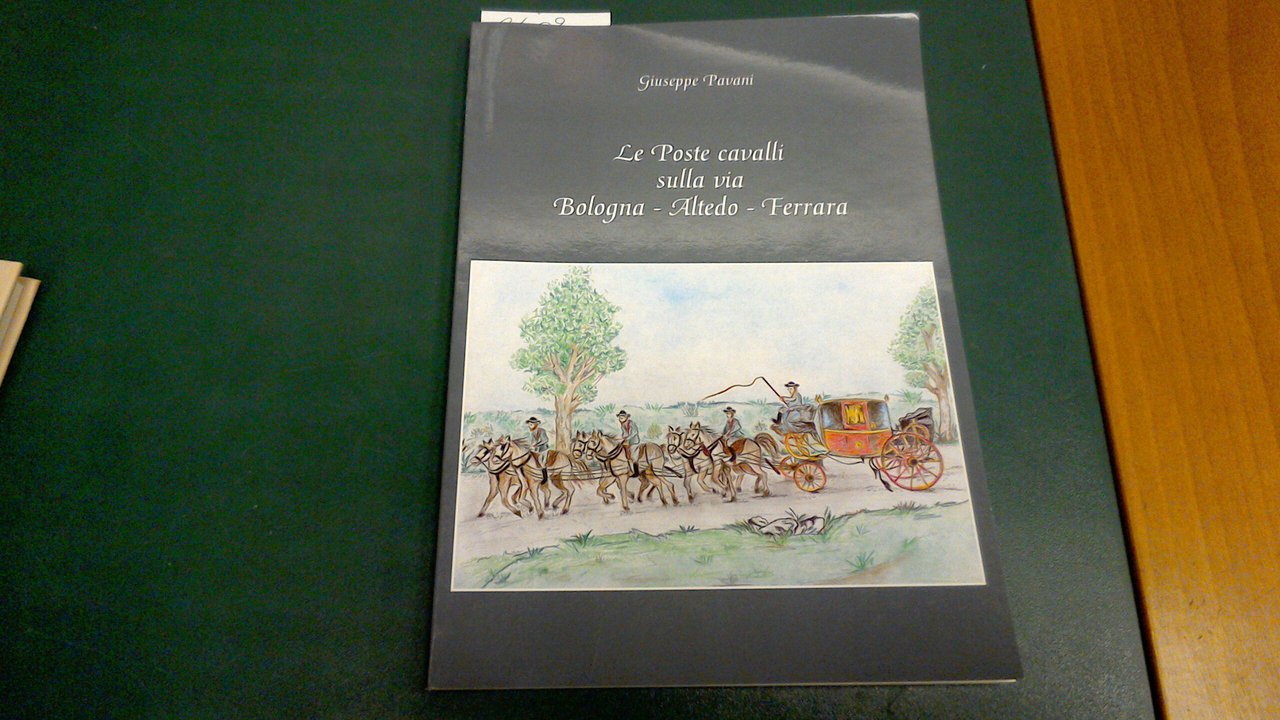 Giuseppe Pavani
Le Poste cavalli
sulla via
Bologna - Altedo - Ferrara